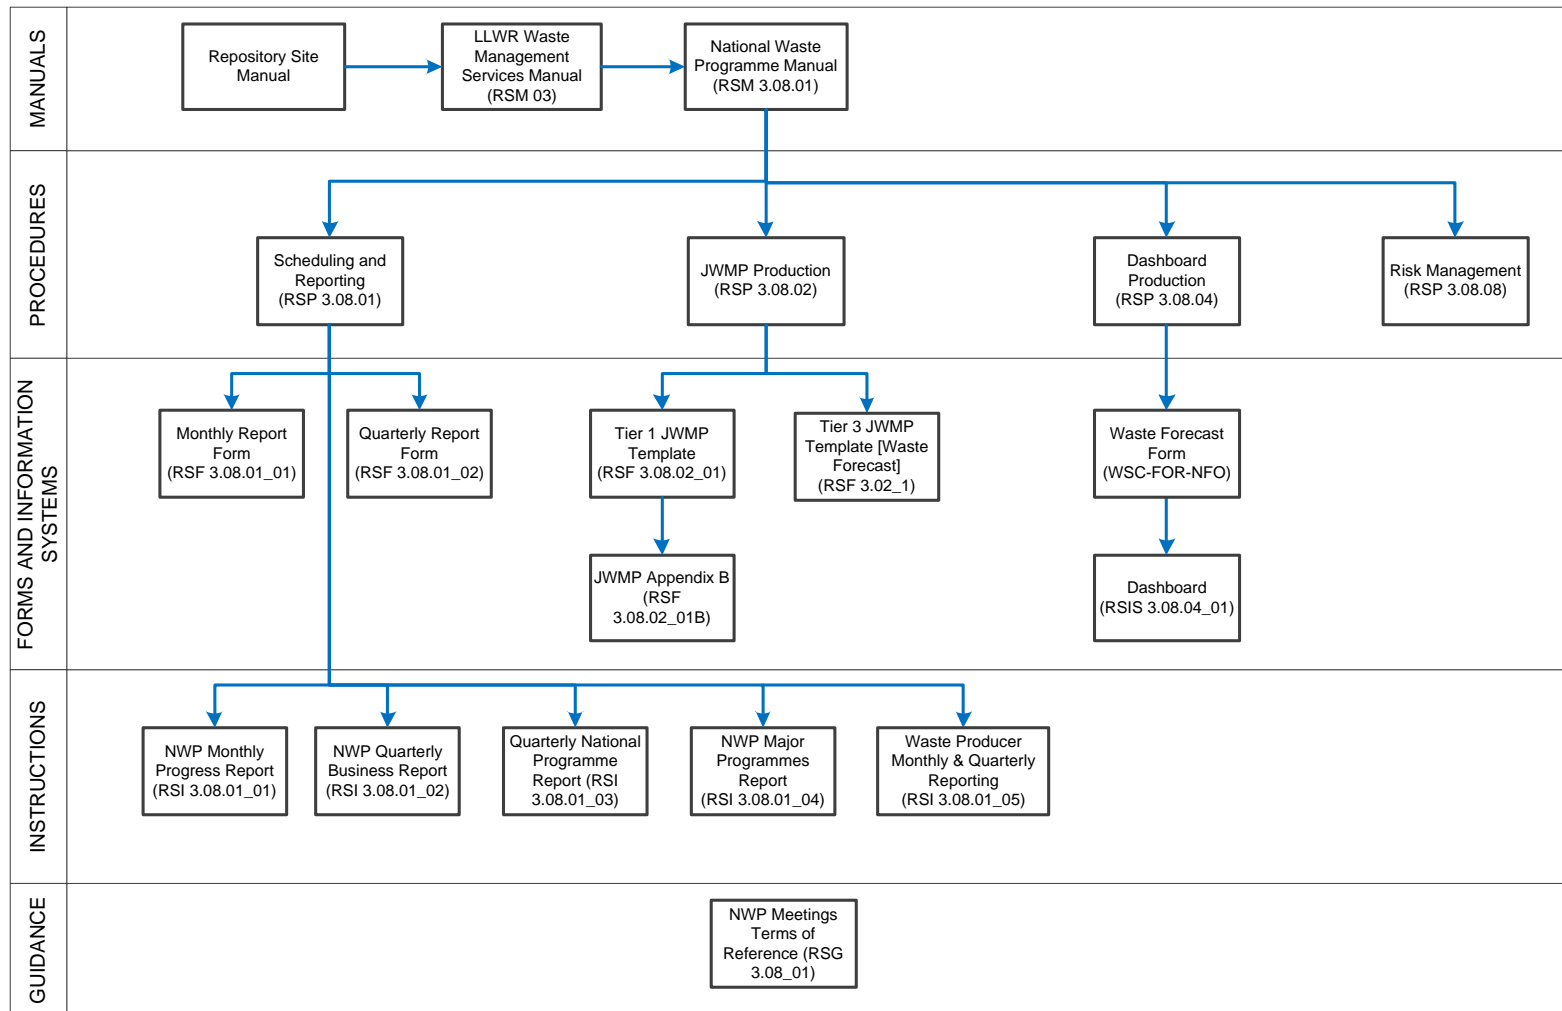 MANUALS
Repository Site
Manual
LLWR Waste
Management
Services Manual
(RSM 03)
National Waste
Programme Manual
(RSM 3.08.01)
PROCEDURES
Scheduling and
Reporting
(RSP 3.08.01)
JWMP Production
(RSP 3.08.02)
Dashboard
Production
(RSP 3.08.04)
Risk Management
(RSP 3.08.08)
FORMS AND INFORMATION
SYSTEMS
Monthly Report
Form
(RSF 3.08.01_01)
Quarterly Report
Form
(RSF 3.08.01_02)
Tier 1 JWMP
Template
(RSF 3.08.02_01)
Tier 3 JWMP
Template [Waste
Forecast]
(RSF 3.02_1)
Waste Forecast
Form
(WSC-FOR-NFO)
JWMP Appendix B
(RSF
3.08.02_01B)
Dashboard
(RSIS 3.08.04_01)
INSTRUCTIONS
NWP Monthly
Progress Report
(RSI 3.08.01_01)
NWP Quarterly
Business Report
(RSI 3.08.01_02)
Quarterly National
Programme
Report (RSI
3.08.01_03)
NWP Major
Programmes
Report
(RSI 3.08.01_04)
Waste Producer
Monthly & Quarterly
Reporting
(RSI 3.08.01_05)
GUIDANCE
NWP Meetings
Terms of
Reference (RSG
3.08_01)